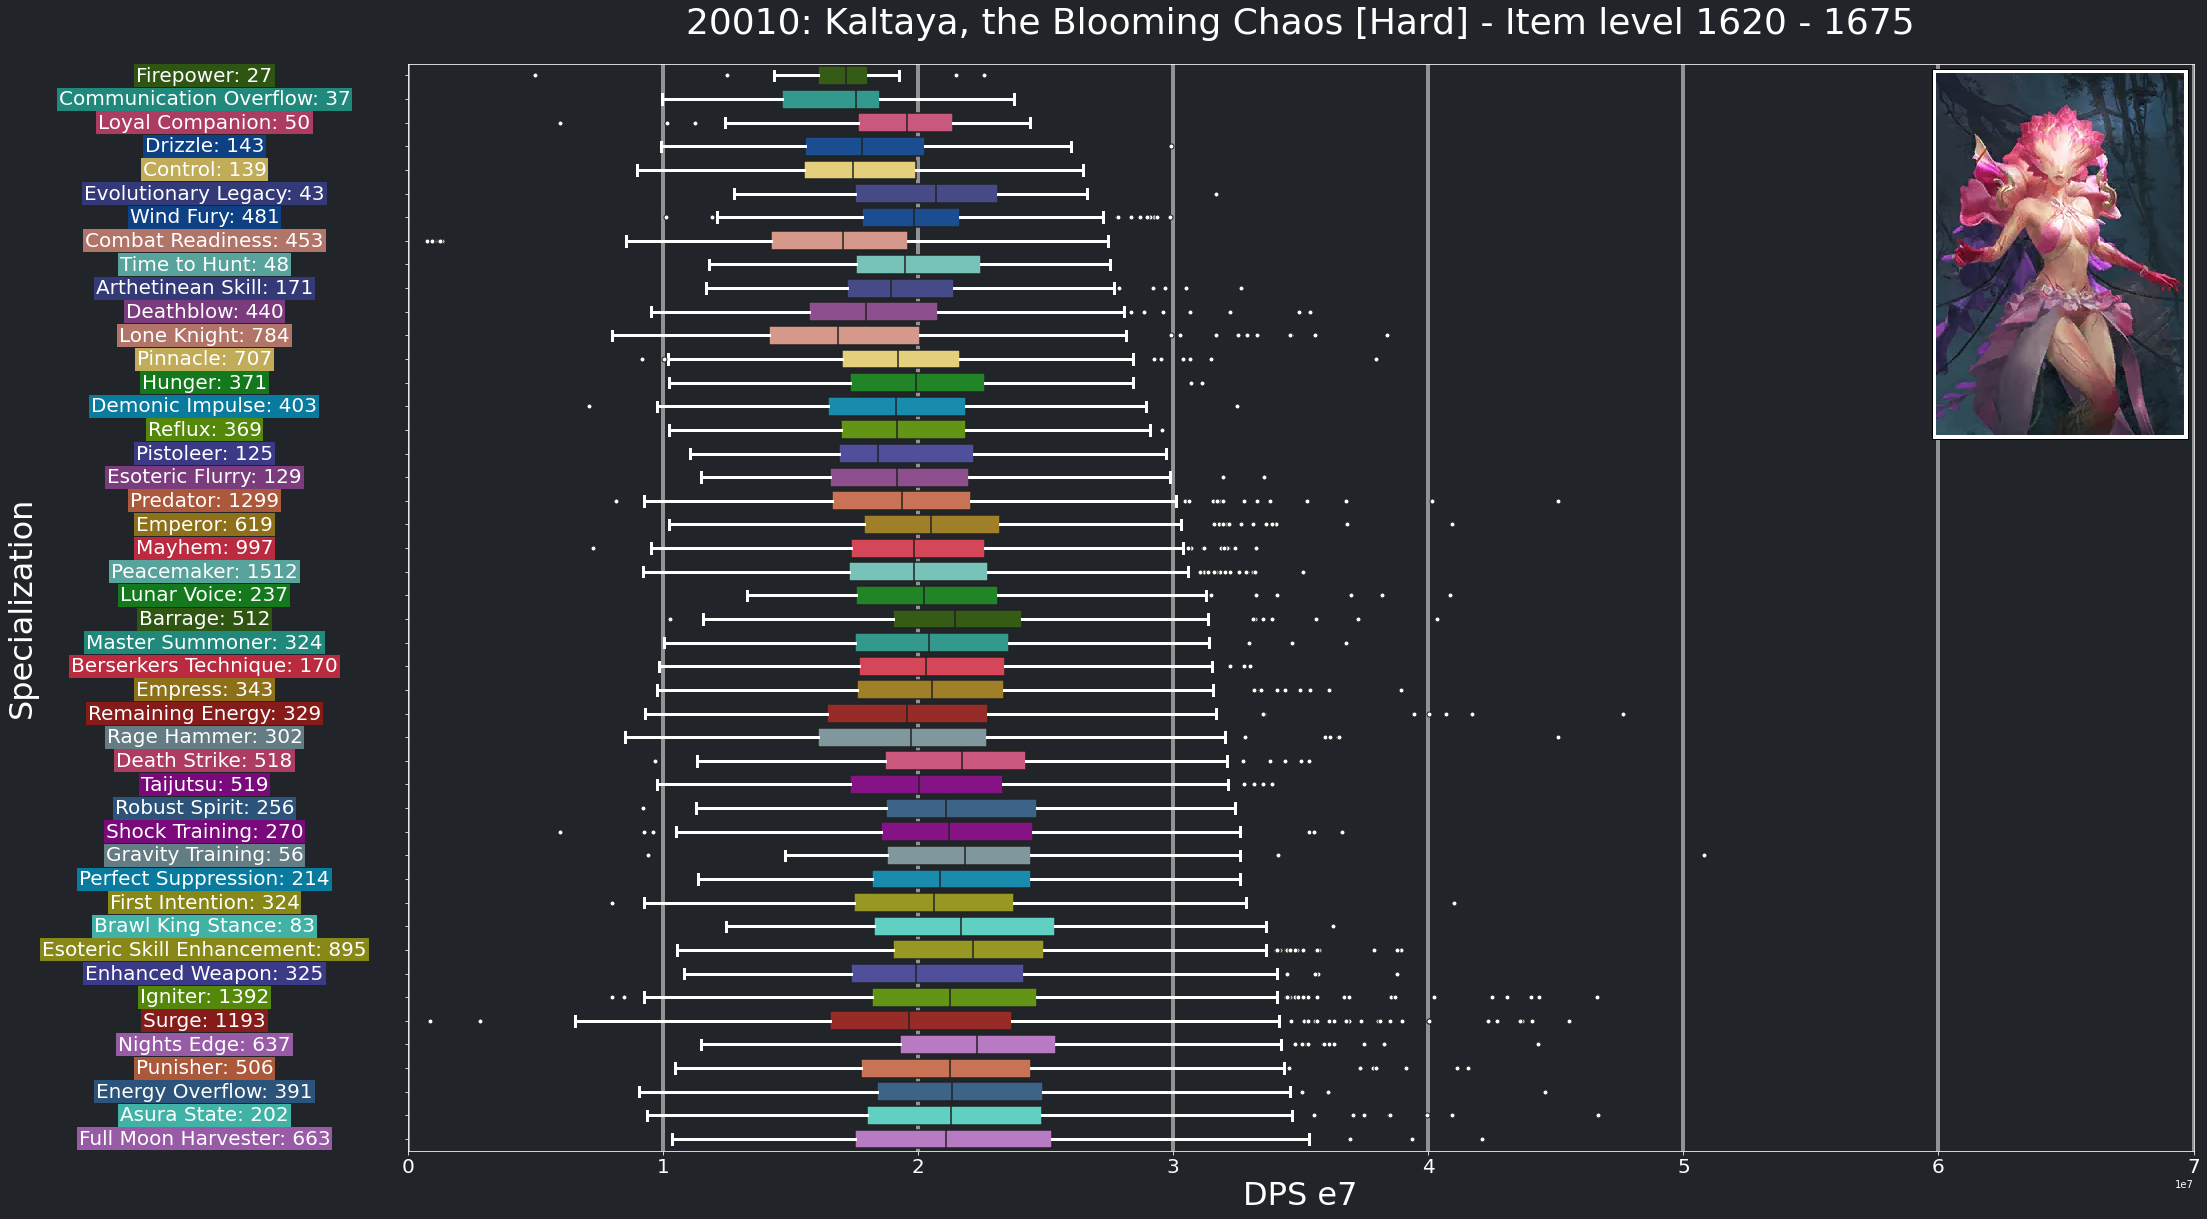 20010: Kaltaya, the Blooming Chaos [Hard] - Item level 1620 - 1675
Specialization
Firepower: 27
Communication Overflow: 37
Loyal Companion: 50
Drizzle: 143
Control: 139
Evolutionary Legacy: 43
Wind Fury: 481
Combat Readiness: 453
Time to Hunt: 48
Arthetinean Skill: 171
Deathblow: 440
Lone Knight: 784
Pinnacle: 707
Hunger: 371
Demonic Impulse: 403
Reflux: 369
Pistoleer: 125
Esoteric Flurry: 129
Predator: 1299
Emperor: 619
Mayhem: 997
Peacemaker: 1512
Lunar Voice: 237
Barrage: 512
Master Summoner: 324
Berserkers Technique: 170
Empress: 343
Remaining Energy: 329
Rage Hammer: 302
Death Strike: 518
Taijutsu: 519
Robust Spirit: 256
Shock Training: 270
Gravity Training: 56
Perfect Suppression: 214
First Intention: 324
Brawl King Stance: 83
Esoteric Skill Enhancement: 895
Enhanced Weapon: 325
Igniter: 1392
Surge: 1193
Nights Edge: 637
Punisher: 506
Energy Overflow: 391
Asura State: 202
Full Moon Harvester: 663
0 1 2 3 4 5 6 7
1e7
DPS e7